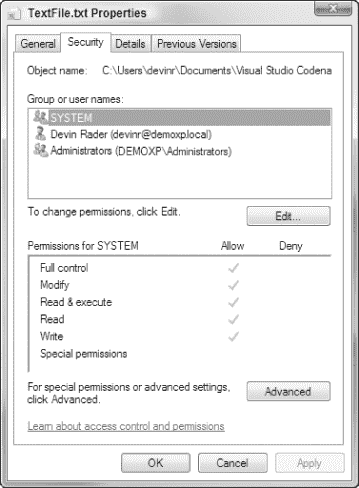 TextFile.txt Properties
General Security Details Previous Versions
Object name: C:\Users\devinr\Documents\Visual Studio Codena
Group or user names:
SYSTEM
Devin Rader (devinr@demoxp.local)
Administrators (DEMOXP\Administrators)
To change permissions, click Edit.
Edit...
Permissions for SYSTEM Allow Deny
Full control
Modify
Read & execute
Read
Write
Special permissions
For special permissions or advanced settings,
click Advanced.
Advanced
Learn about access control and permissions
OK Cancel Apply